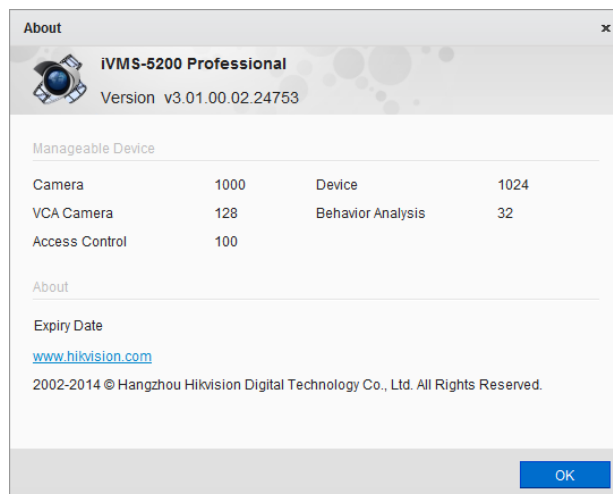 About x
iVMS-5200 Professional
Version v3.01.00.02.24753
Manageable Device
Camera 1000 Device 1024
VCA Camera 128 Behavior Analysis 32
Access Control 100
About
Expiry Date
www.hikvision.com
2002-2014 © Hangzhou Hikvision Digital Technology Co., Ltd. All Rights Reserved.
OK